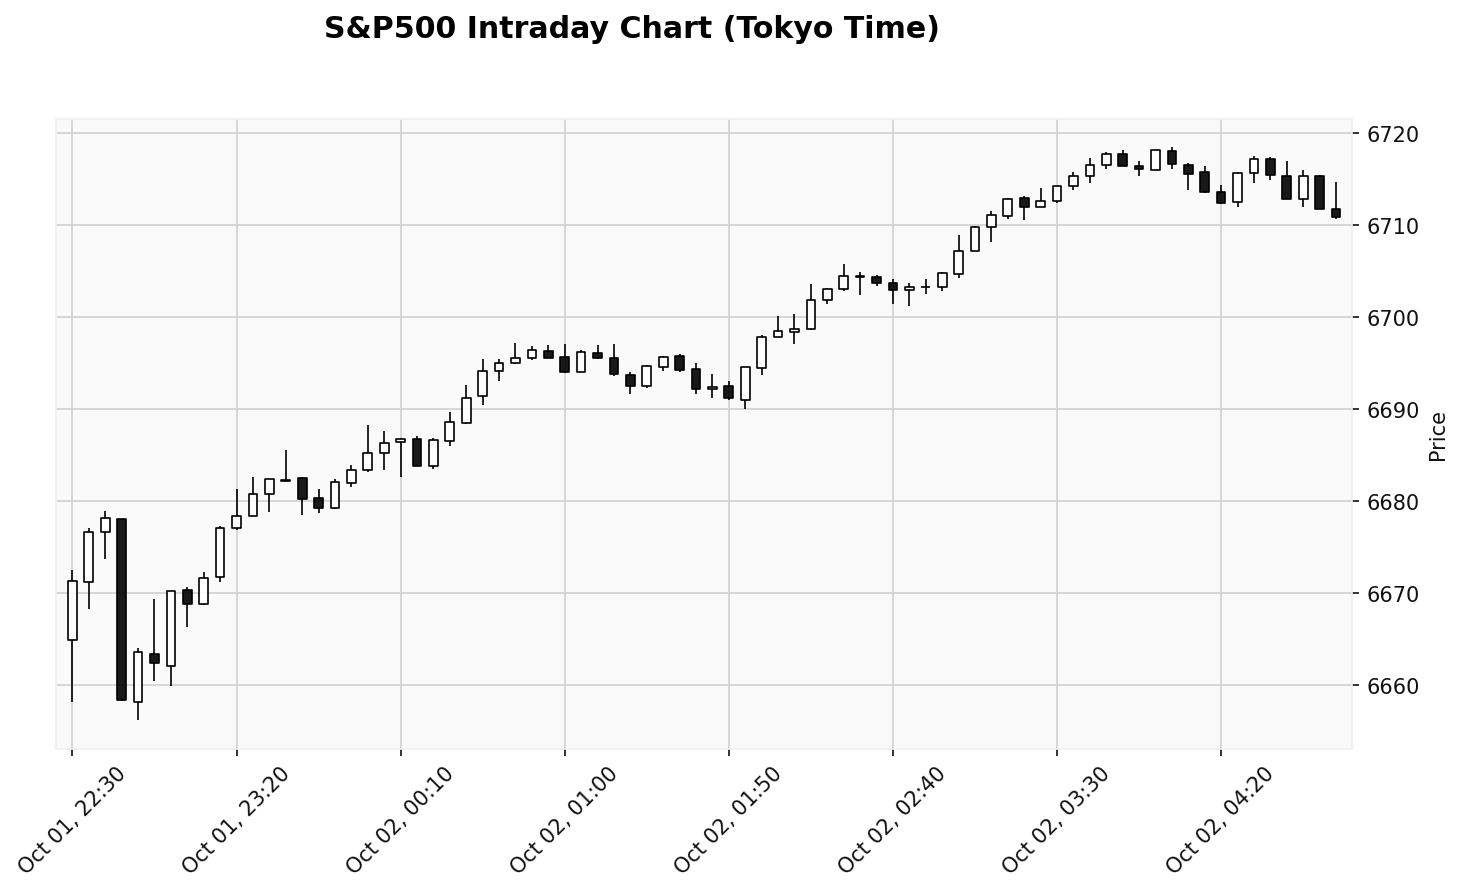 S&P500 Intraday Chart (Tokyo Time)
6720
6710
6700
6690
6680
6670
6660
Price
Oct 01, 22:30
Oct 01, 23:20
Oct 02, 00:10
Oct 02, 01:00
Oct 02, 01:50
Oct 02, 02:40
Oct 02, 03:30
Oct 02, 04:20